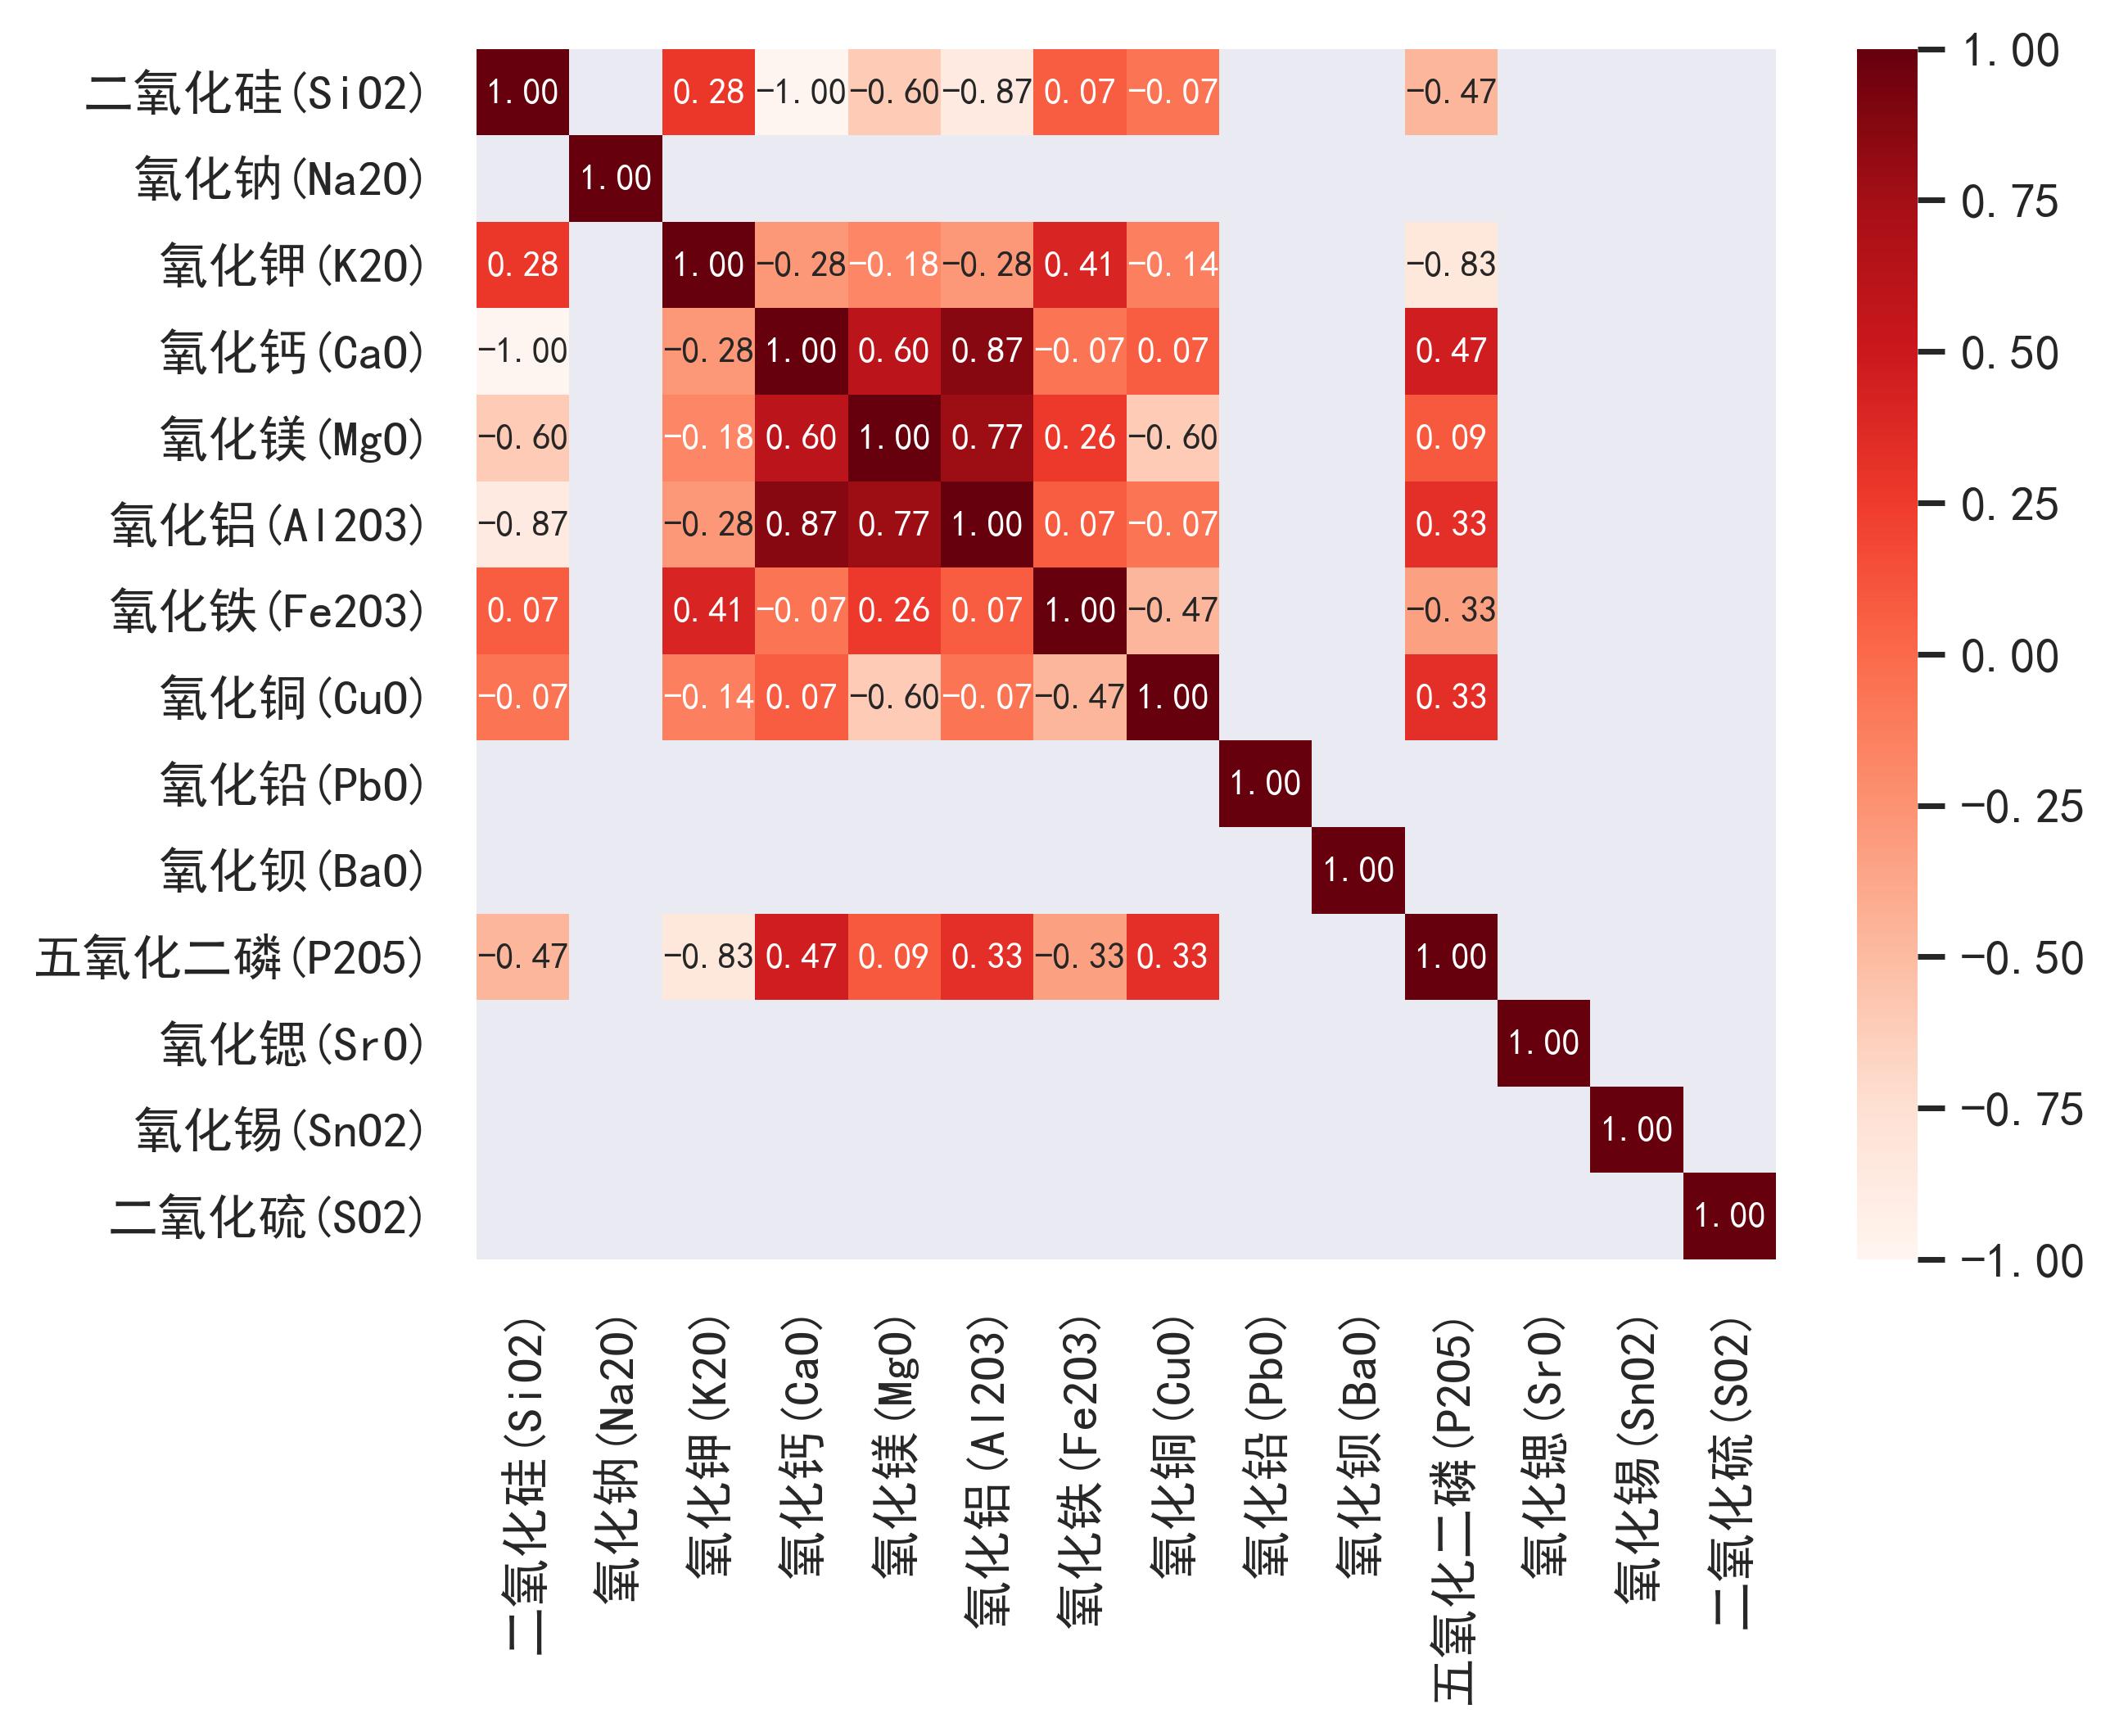 二氧化硅(SiO2) 1.00 0.28 -1.00 -0.60 -0.87 0.07 -0.07 -0.47
氧化钠(Na2O) 1.00
氧化钾(K2O) 0.28 1.00 -0.28 -0.18 -0.28 0.41 -0.14 -0.83
氧化钙(CaO) -1.00 -0.28 1.00 0.60 0.87 -0.07 0.07 0.47
氧化镁(MgO) -0.60 -0.18 0.60 1.00 0.77 0.26 -0.60 0.09
氧化铝(Al2O3) -0.87 -0.28 0.87 0.77 1.00 0.07 -0.07 0.33
氧化铁(Fe2O3) 0.07 0.41 -0.07 0.26 0.07 1.00 -0.47 -0.33
氧化铜(CuO) -0.07 -0.14 0.07 -0.60 -0.07 -0.47 1.00 0.33
氧化铅(PbO) 1.00
氧化钡(BaO) 1.00
五氧化二磷(P2O5) -0.47 -0.83 0.47 0.09 0.33 -0.33 0.33 1.00
氧化锶(SrO) 1.00
氧化锡(SnO2) 1.00
二氧化硫(SO2) 1.00
二氧化硅(SiO2)
氧化钠(Na2O)
氧化钾(K2O)
氧化钙(CaO)
氧化镁(MgO)
氧化铝(Al2O3)
氧化铁(Fe2O3)
氧化铜(CuO)
氧化铅(PbO)
氧化钡(BaO)
五氧化二磷(P2O5)
氧化锶(SrO)
氧化锡(SnO2)
二氧化硫(SO2)
1.00
0.75
0.50
0.25
0.00
-0.25
-0.50
-0.75
-1.00